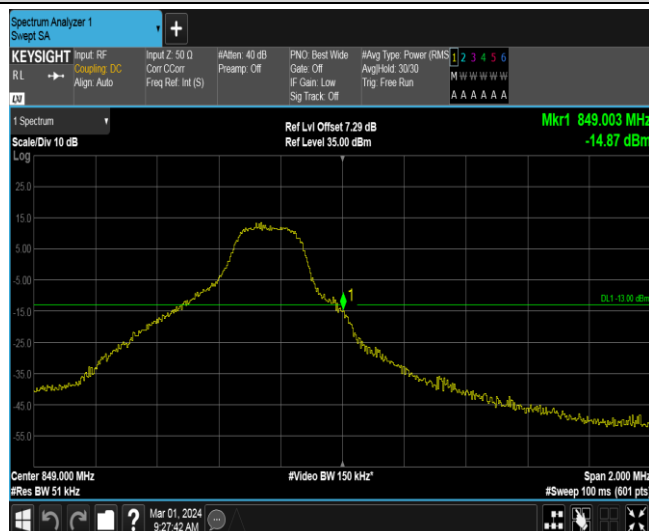 Spectrum Analyzer 1
Swept SA
+
KEYSIGHT
RL
LXI
Input: RF
Coupling: DC
Align: Auto
Input Z: 50 Ω
Corr CCorr
Freq Ref: Int (S)
#Atten: 40 dB
Preamp: Off
PNO: Best Wide
Gate: Off
IF Gain: Low
Sig Track: Off
#Avg Type: Power (RMS
Avg|Hold: 30/30
Trig: Free Run
1 2 3 4 5 6
M W W W W W
A A A A A A
1 Spectrum
Scale/Div 10 dB
Log
Ref Lvl Offset 7.29 dB
Ref Level 35.00 dBm
Mkr1 849.003 MHz
-14.87 dBm
25.0
15.0
5.00
-5.00
-15.0
-25.0
-35.0
-45.0
-55.0
1
DL1 -13.00 dBm
Center 849.000 MHz
#Res BW 51 kHz
#Video BW 150 kHz*
Span 2.000 MHz
#Sweep 100 ms (601 pts)
?
Mar 01, 2024
9:27:42 AM